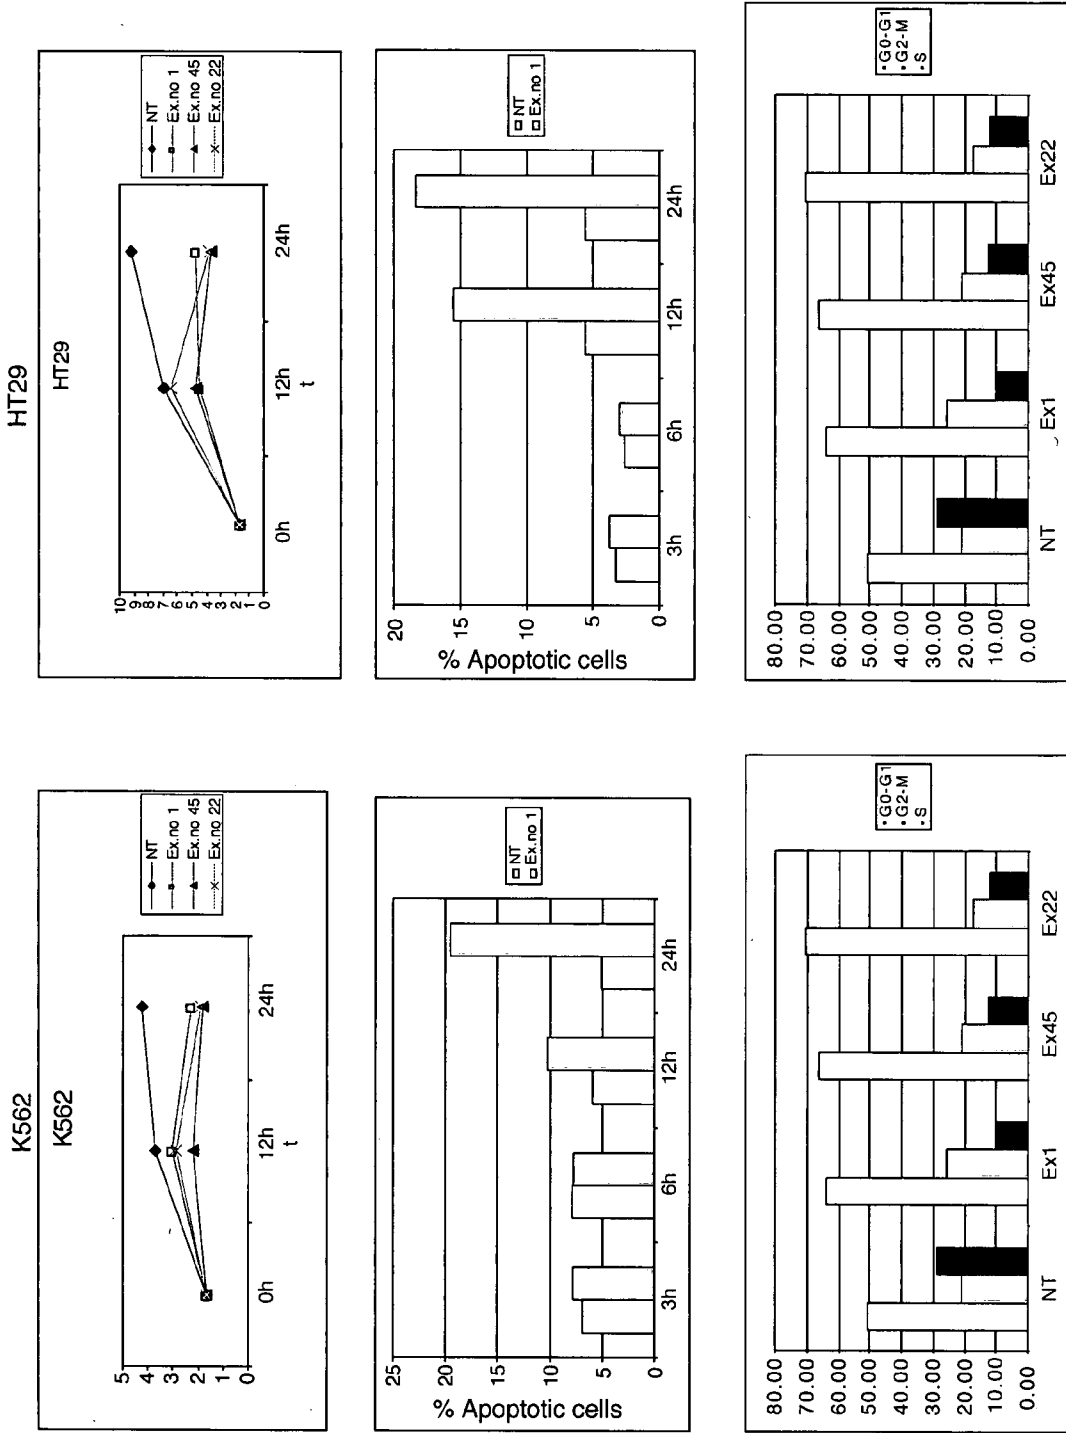 K562
K562
5
4
3
2
1
0
0h
12h
24h
t
NT
Ex.no 1
Ex.no 45
Ex.no 22
% Apoptotic cells
25
20
15
10
5
0
3h
6h
12h
24h
NT
Ex.no 1
80.00
70.00
60.00
50.00
40.00
30.00
20.00
10.00
0.00
NT
Ex1
Ex45
Ex22
G0-G1
G2-M
S
HT29
HT29
10
9
8
7
6
5
4
3
2
1
0
0h
12h
24h
t
NT
Ex.no 1
Ex.no 45
Ex.no 22
% Apoptotic cells
20
15
10
5
0
3h
6h
12h
24h
NT
Ex.no 1
80.00
70.00
60.00
50.00
40.00
30.00
20.00
10.00
0.00
NT
Ex1
Ex45
Ex22
G0-G1
G2-M
S